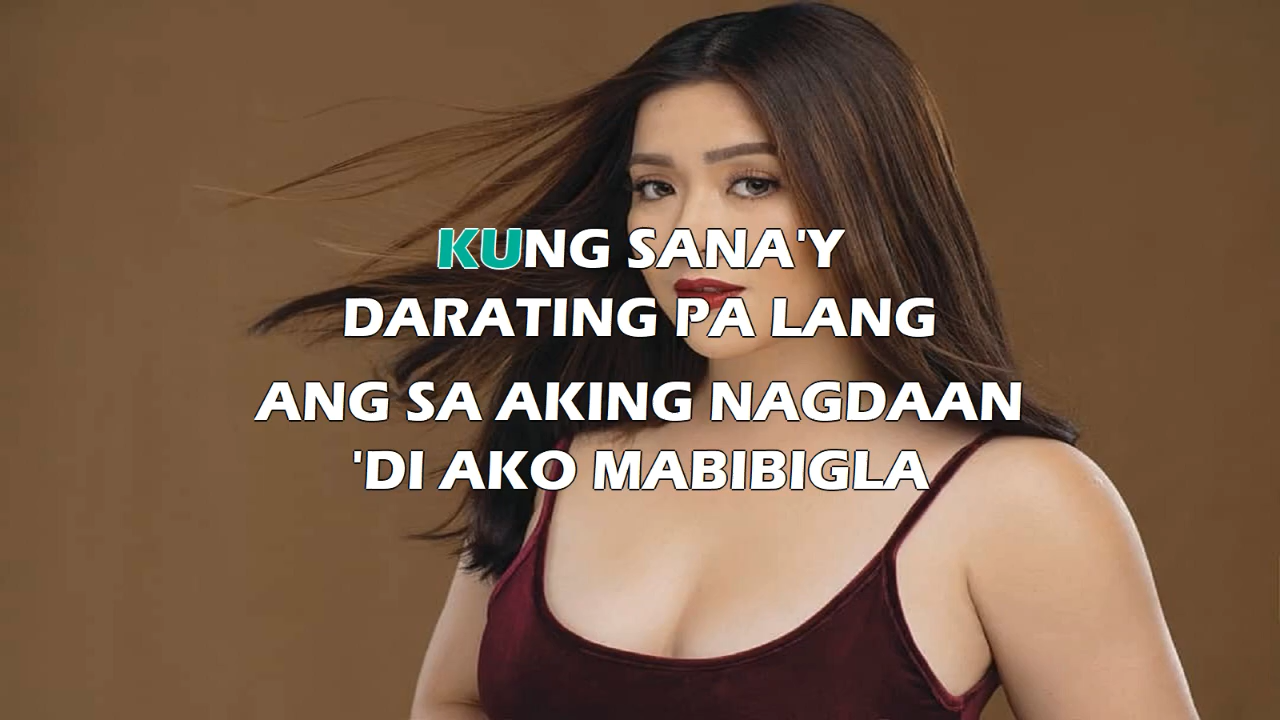 KUNG SANA'Y
DARATING PA LANG
ANG SA AKING NAGDAAN
'DI AKO MABIBIGLA